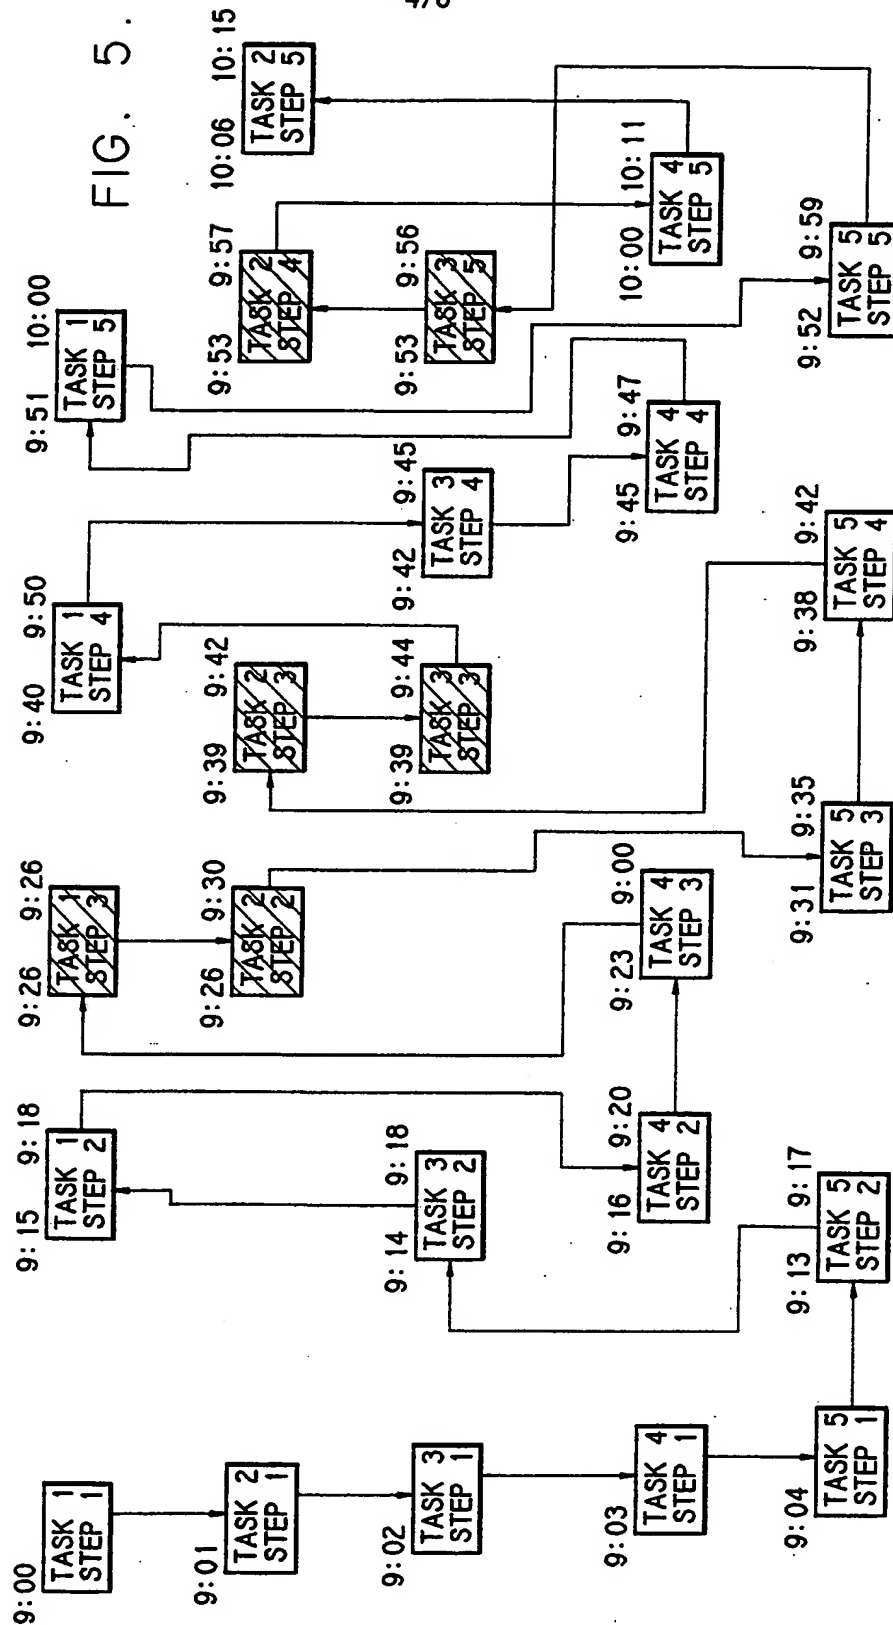 FIG. 5.
9:00
TASK 1
STEP 1
9:15 9:18
TASK 1
STEP 2
9:26 9:26
TASK 1
STEP 3
9:40 9:50
TASK 1
STEP 4
9:51 10:00
TASK 1
STEP 5
9:01
TASK 2
STEP 1
9:26 9:30
TASK 2
STEP 2
9:39 9:42
TASK 2
STEP 3
9:53 9:57
TASK 2
STEP 4
10:06 10:15
TASK 2
STEP 5
9:02
TASK 3
STEP 1
9:14 9:18
TASK 3
STEP 2
9:39 9:44
TASK 3
STEP 3
9:42 9:45
TASK 3
STEP 4
9:53 9:56
TASK 3
STEP 5
9:03
TASK 4
STEP 1
9:16 9:20
TASK 4
STEP 2
9:23 9:00
TASK 4
STEP 3
9:45 9:47
TASK 4
STEP 4
10:00 10:11
TASK 4
STEP 5
9:04
TASK 5
STEP 1
9:13 9:17
TASK 5
STEP 2
9:31 9:35
TASK 5
STEP 3
9:38 9:42
TASK 5
STEP 4
9:52 9:59
TASK 5
STEP 5